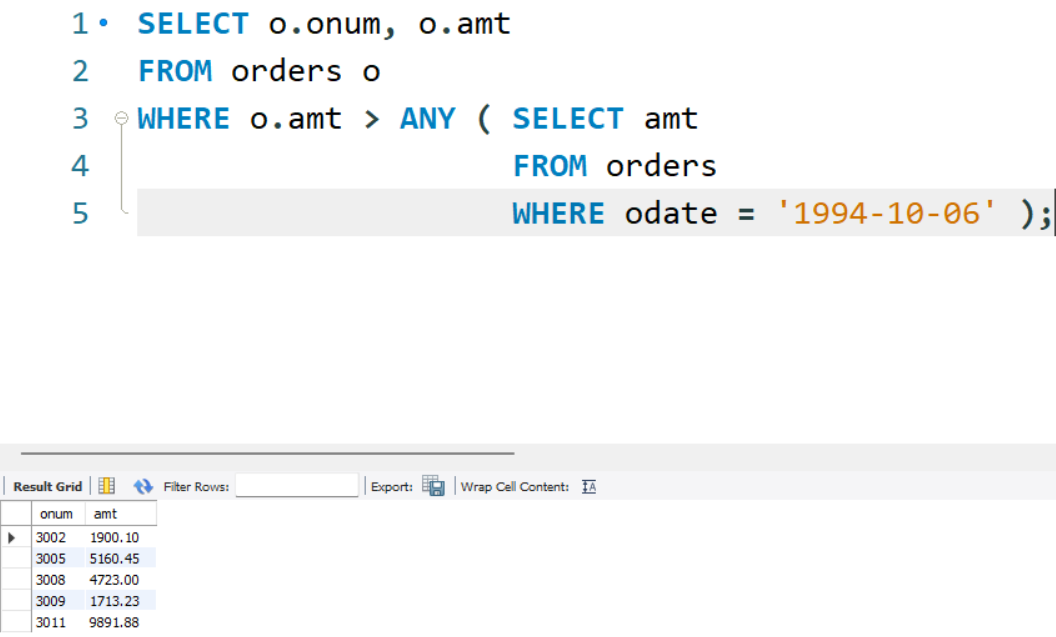 1 SELECT o.onum, o.amt
2 FROM orders o
3 WHERE o.amt > ANY ( SELECT amt
4 FROM orders
5 WHERE odate = '1994-10-06' );
Result Grid Filter Rows: Export: Wrap Cell Content: IA
onum amt
3002 1900.10
3005 5160.45
3008 4723.00
3009 1713.23
3011 9891.88